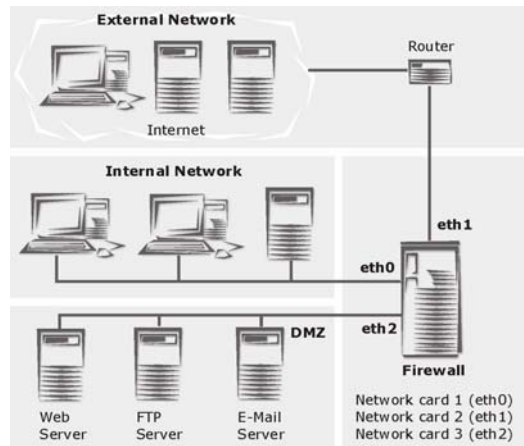 External Network
Router
Internet
Internal Network
eth1
eth0
eth2
DMZ
Firewall
Web
Server
FTP
Server
E-Mail
Server
Network card 1 (eth0)
Network card 2 (eth1)
Network card 3 (eth2)